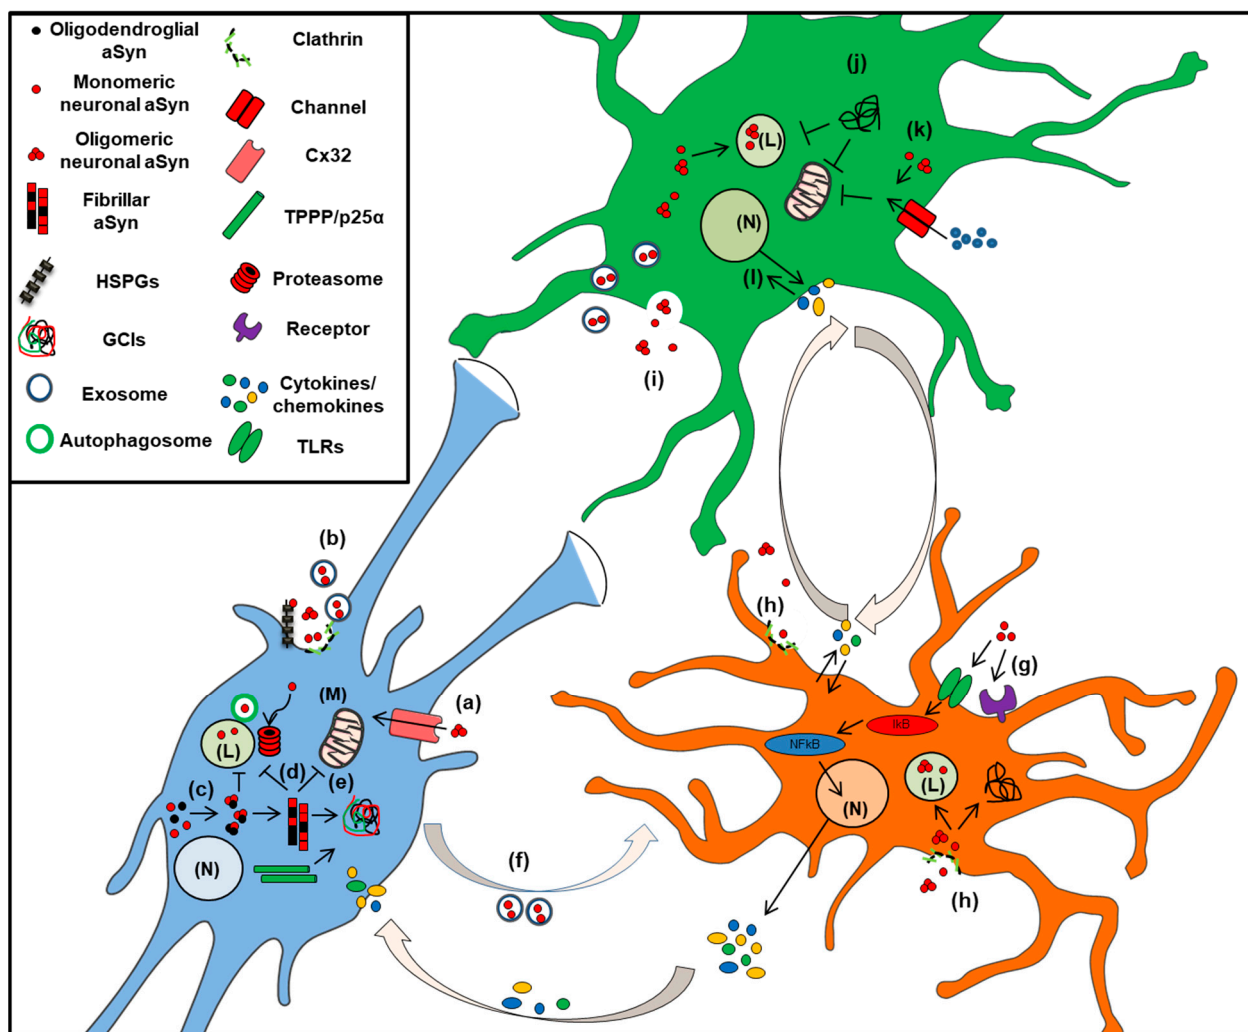 Oligodendroglial
aSyn
Clathrin
Monomeric
neuronal aSyn
Channel
Oligomeric
neuronal aSyn
Cx32
Fibrillar
aSyn
TPPP/p25α
HSPGs
Proteasome
GCIs
Receptor
Exosome
Cytokines/
chemokines
Autophagosome
TLRs
(j)
(k)
(L)
(N)
(l)
(i)
(b)
(h)
(g)
(M)
(a)
IkB
NFkB
(L)
(d)
(e)
(c)
(L)
(N)
(N)
(f)
(h)